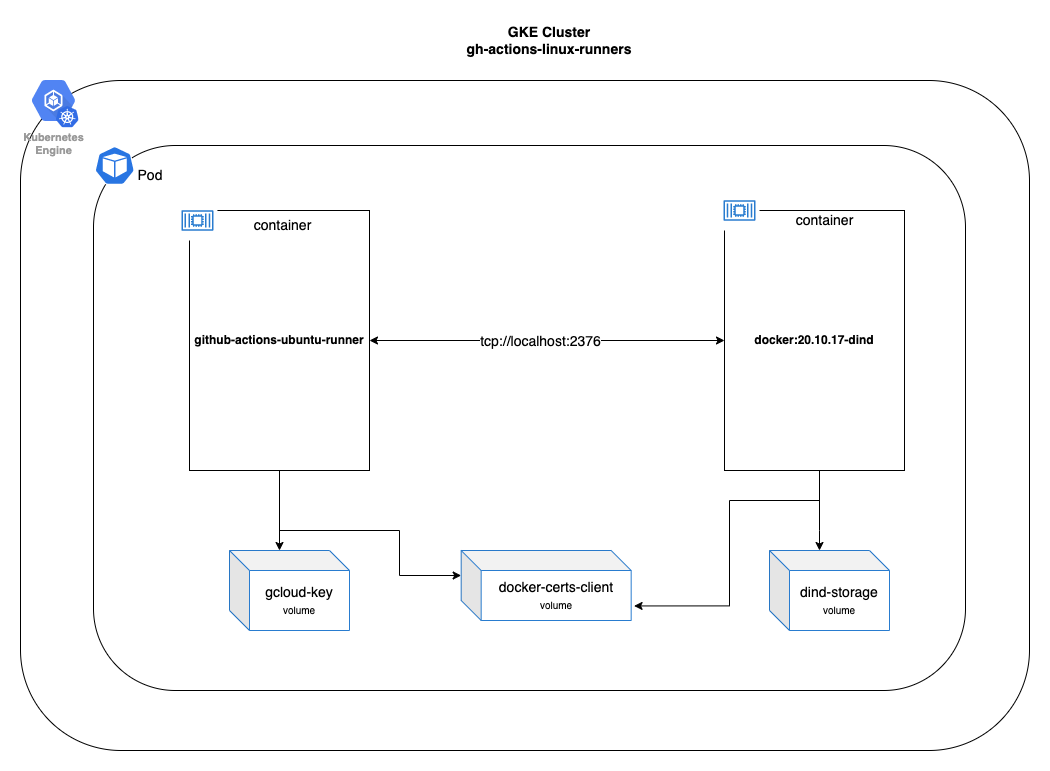 GKE Cluster
gh-actions-linux-runners
Kubernetes
Engine
Pod
container
container
github-actions-ubuntu-runner
tcp://localhost:2376
docker:20.10.17-dind
gcloud-key
volume
docker-certs-client
volume
dind-storage
volume